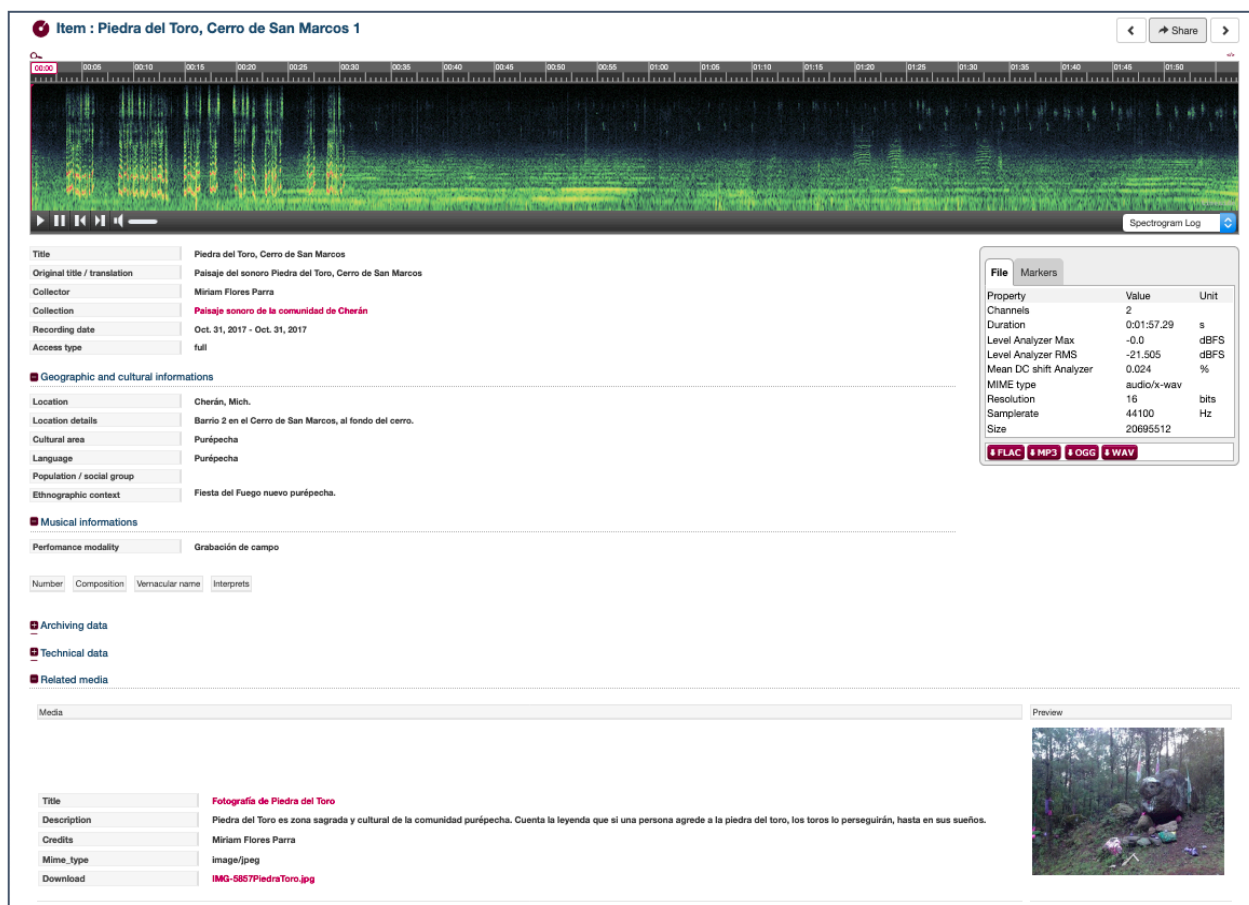 Item : Piedra del Toro, Cerro de San Marcos 1
Share
00:00 00:05 00:10 00:15 00:20 00:25 00:30 00:35 00:40 00:45 00:50 00:55 01:00 01:05 01:10 01:15 01:20 01:25 01:30 01:35 01:40 01:45 01:50
Spectrogram Log
Title Piedra del Toro, Cerro de San Marcos
Original title / translation Paisaje del sonoro Piedra del Toro, Cerro de San Marcos
Collector Miriam Flores Parra
Collection Paisaje sonoro de la comunidad de Cherán
Recording date Oct. 31, 2017 - Oct. 31, 2017
Access type full
File Markers
Property Value Unit
Channels 2
Duration 0:01:57.29 s
Level Analyzer Max -0.0 dBFS
Level Analyzer RMS -21.505 dBFS
Mean DC shift Analyzer 0.024 %
MIME type audio/x-wav
Resolution 16 bits
Samplerate 44100 Hz
Size 20695512
FLAC MP3 OGG WAV
Geographic and cultural informations
Location Cherán, Mich.
Location details Barrio 2 en el Cerro de San Marcos, al fondo del cerro.
Cultural area Purépecha
Language Purépecha
Population / social group
Ethnographic context Fiesta del Fuego nuevo purépecha.
Musical informations
Perfomance modality Grabación de campo
Number Composition Vernacular name Interprets
Archiving data
Technical data
Related media
Media Preview
Title Fotografía de Piedra del Toro
Description Piedra del Toro es zona sagrada y cultural de la comunidad purépecha. Cuenta la leyenda que si una persona agrede a la piedra del toro, los toros lo perseguirán, hasta en sus sueños.
Credits Miriam Flores Parra
Mime_type image/jpeg
Download IMG-5857PiedraToro.jpg